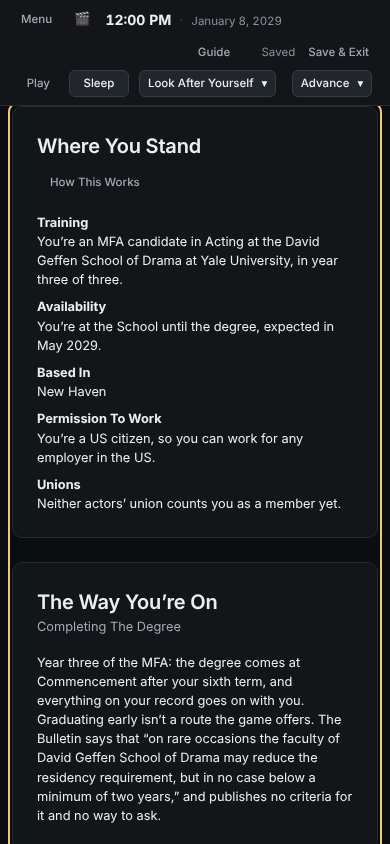 Menu 🎬 12:00 PM · January 8, 2029
Guide Saved Save & Exit
Play Sleep Look After Yourself ▾ Advance ▾
Where You Stand
How This Works
Training
You’re an MFA candidate in Acting at the David
Geffen School of Drama at Yale University, in year
three of three.
Availability
You’re at the School until the degree, expected in
May 2029.
Based In
New Haven
Permission To Work
You’re a US citizen, so you can work for any
employer in the US.
Unions
Neither actors’ union counts you as a member yet.
The Way You’re On
Completing The Degree
Year three of the MFA: the degree comes at
Commencement after your sixth term, and
everything on your record goes on with you.
Graduating early isn’t a route the game offers. The
Bulletin says that “on rare occasions the faculty of
David Geffen School of Drama may reduce the
residency requirement, but in no case below a
minimum of two years,” and publishes no criteria for
it and no way to ask.